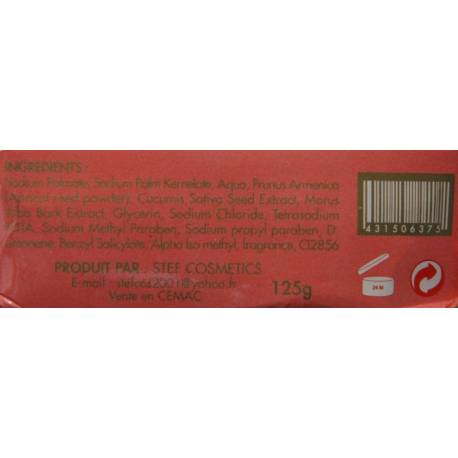 INGREDIENTS :
Sodium Palmate, Sodium Palm Kernelate, Aqua, Prunus Armenica
seed powder), Cucumis Sativa Seed Extract, Morus
Alba Bark Extract, Glycerin, Sodium Chloride, Tetrasodium
EDTA, Sodium Methyl Paraben, Sodium propyl paraben, D.
Limonene, Benzyl Salicylate, Alpha Iso methyl, fragrance, CI2856
431506375
PRODUIT PAR : STEF COSMETICS
E-mail : @yahoo.fr
Vente en CEMAC
125g
24 M